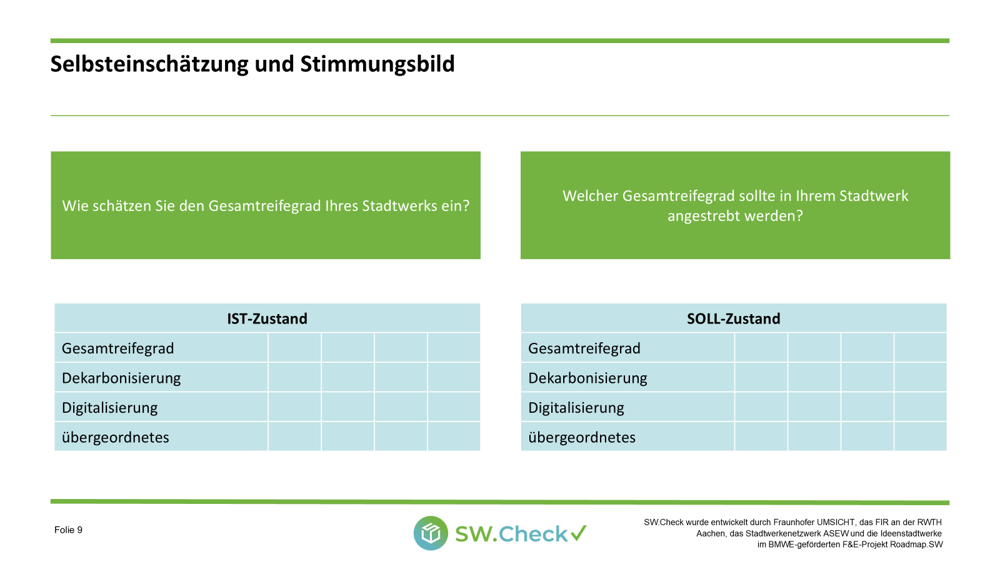 Selbsteinschätzung und Stimmungsbild
Wie schätzen Sie den Gesamtreifegrad Ihres Stadtwerks ein?
Welcher Gesamtreifegrad sollte in Ihrem Stadtwerk
angestrebt werden?
IST-Zustand
Gesamtreifegrad
Dekarbonisierung
Digitalisierung
übergeordnetes
SOLL-Zustand
Gesamtreifegrad
Dekarbonisierung
Digitalisierung
übergeordnetes
Folie 9
SW.Check
SW.Check wurde entwickelt durch Fraunhofer UMSICHT, das FIR an der RWTH
Aachen, das Stadtwerkenetzwerk ASEW und die Ideenstadtwerke
im BMWE-geförderten F&E-Projekt Roadmap.SW